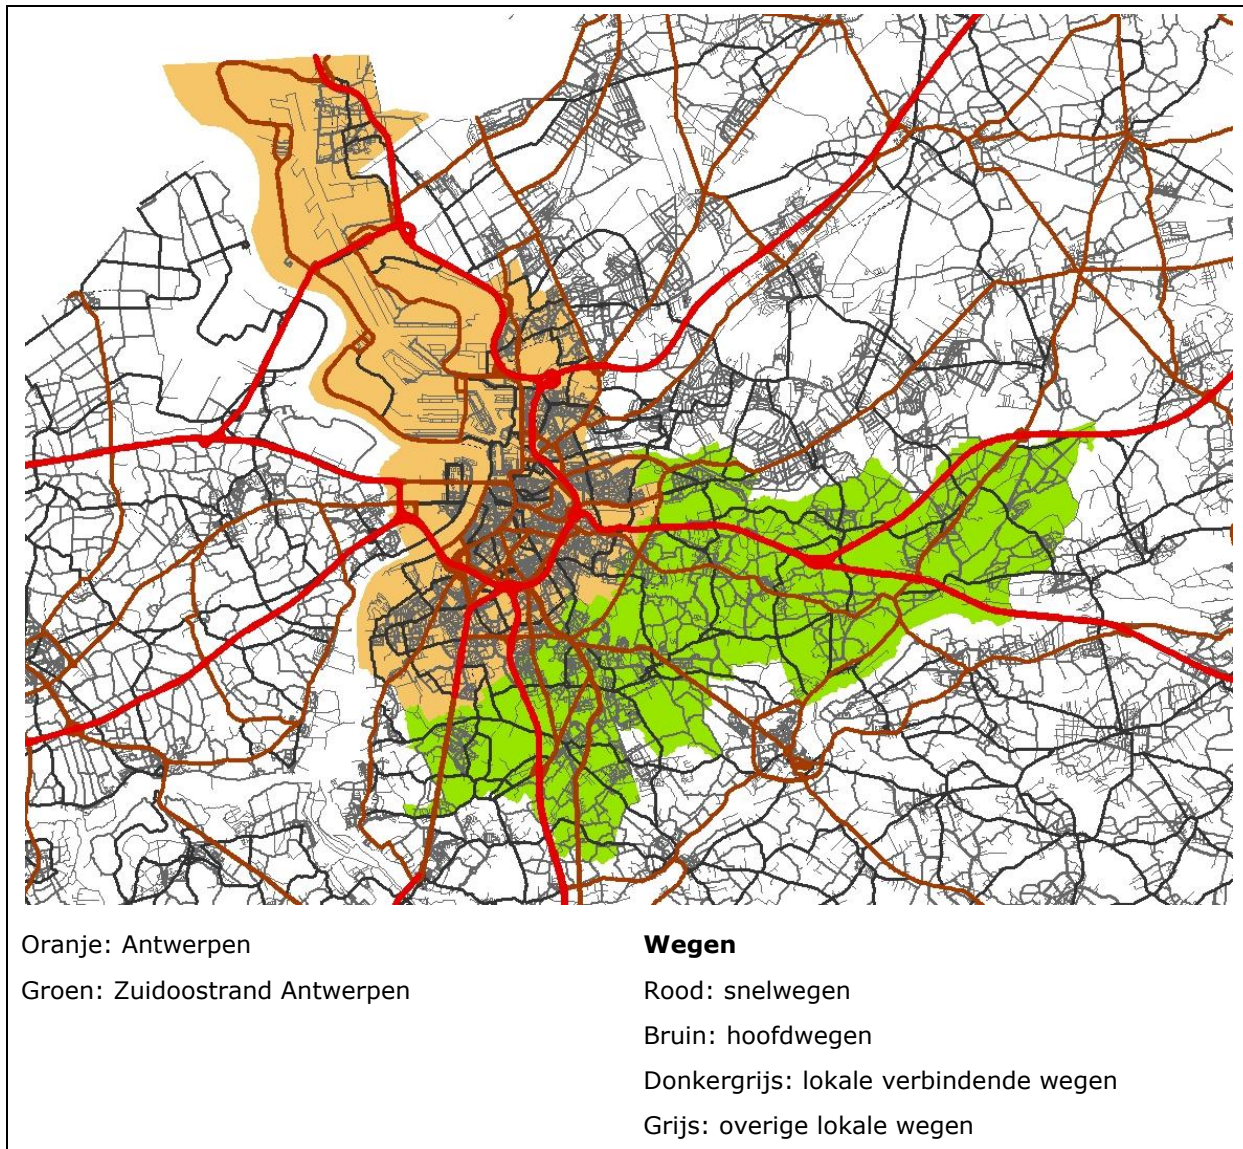 Oranje: Antwerpen
Groen: Zuidoostrand Antwerpen
Wegen
Rood: snelwegen
Bruin: hoofdwegen
Donkergrijs: lokale verbindende wegen
Grijs: overige lokale wegen